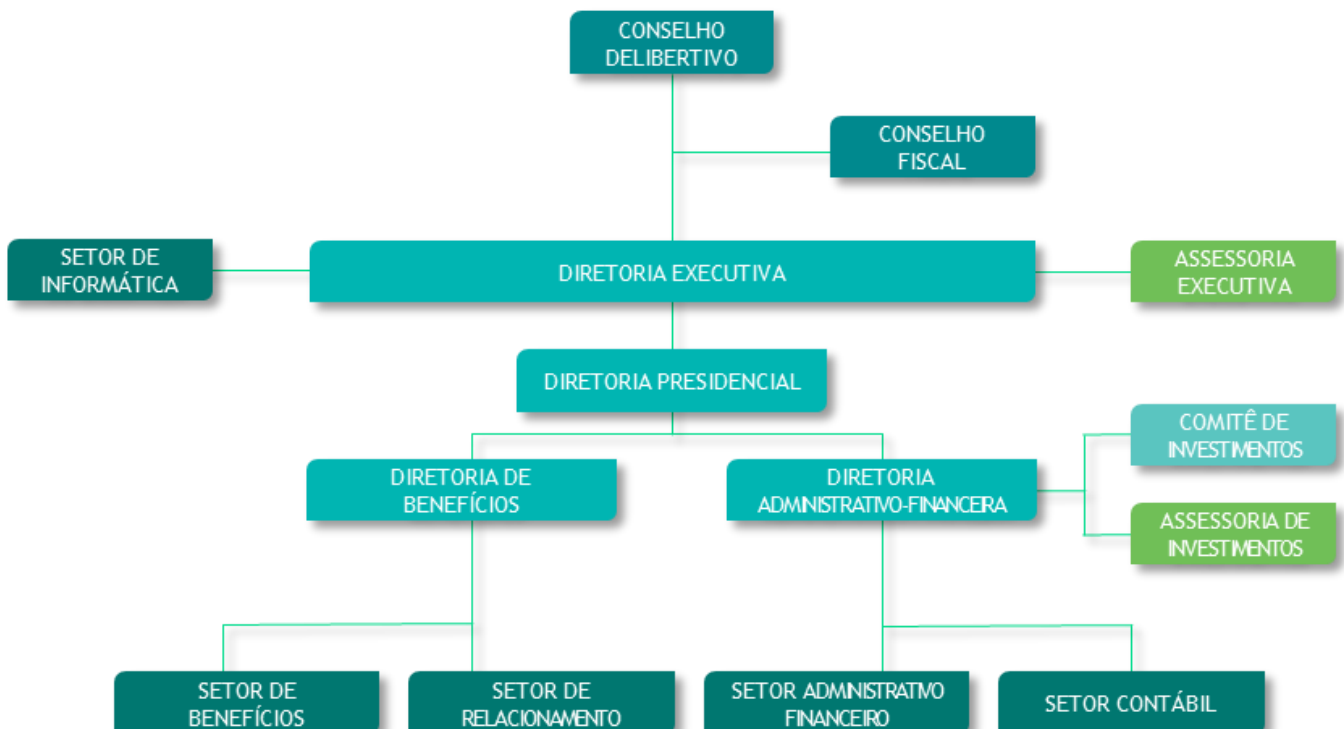 CONSELHO
DELIBERTIVO
CONSELHO
FISCAL
SETOR DE
INFORMÁTICA
DIRETORIA EXECUTIVA
ASSESSORIA
EXECUTIVA
DIRETORIA PRESIDENCIAL
COMITÊ DE
INVESTIMENTOS
DIRETORIA DE
BENEFÍCIOS
DIRETORIA
ADMINISTRATIVO-FINANCEIRA
ASSESSORIA DE
INVESTIMENTOS
SETOR DE
BENEFÍCIOS
SETOR DE
RELACIONAMENTO
SETOR ADMINISTRATIVO
FINANCEIRO
SETOR CONTÁBIL